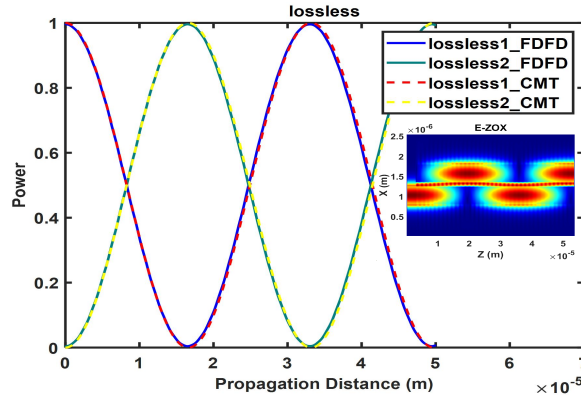 lossless
1
0.8
0.6
0.4
0.2
0
Power
0 1 2 3 4 5 6 7
Propagation Distance (m)
×10⁻⁵
lossless1_FDFD
lossless2_FDFD
lossless1_CMT
lossless2_CMT
E-ZOX
×10⁻⁶
2.5
2
1.5
1
0.5
X (m)
1 2 3 4 5
Z (m)
×10⁻⁵